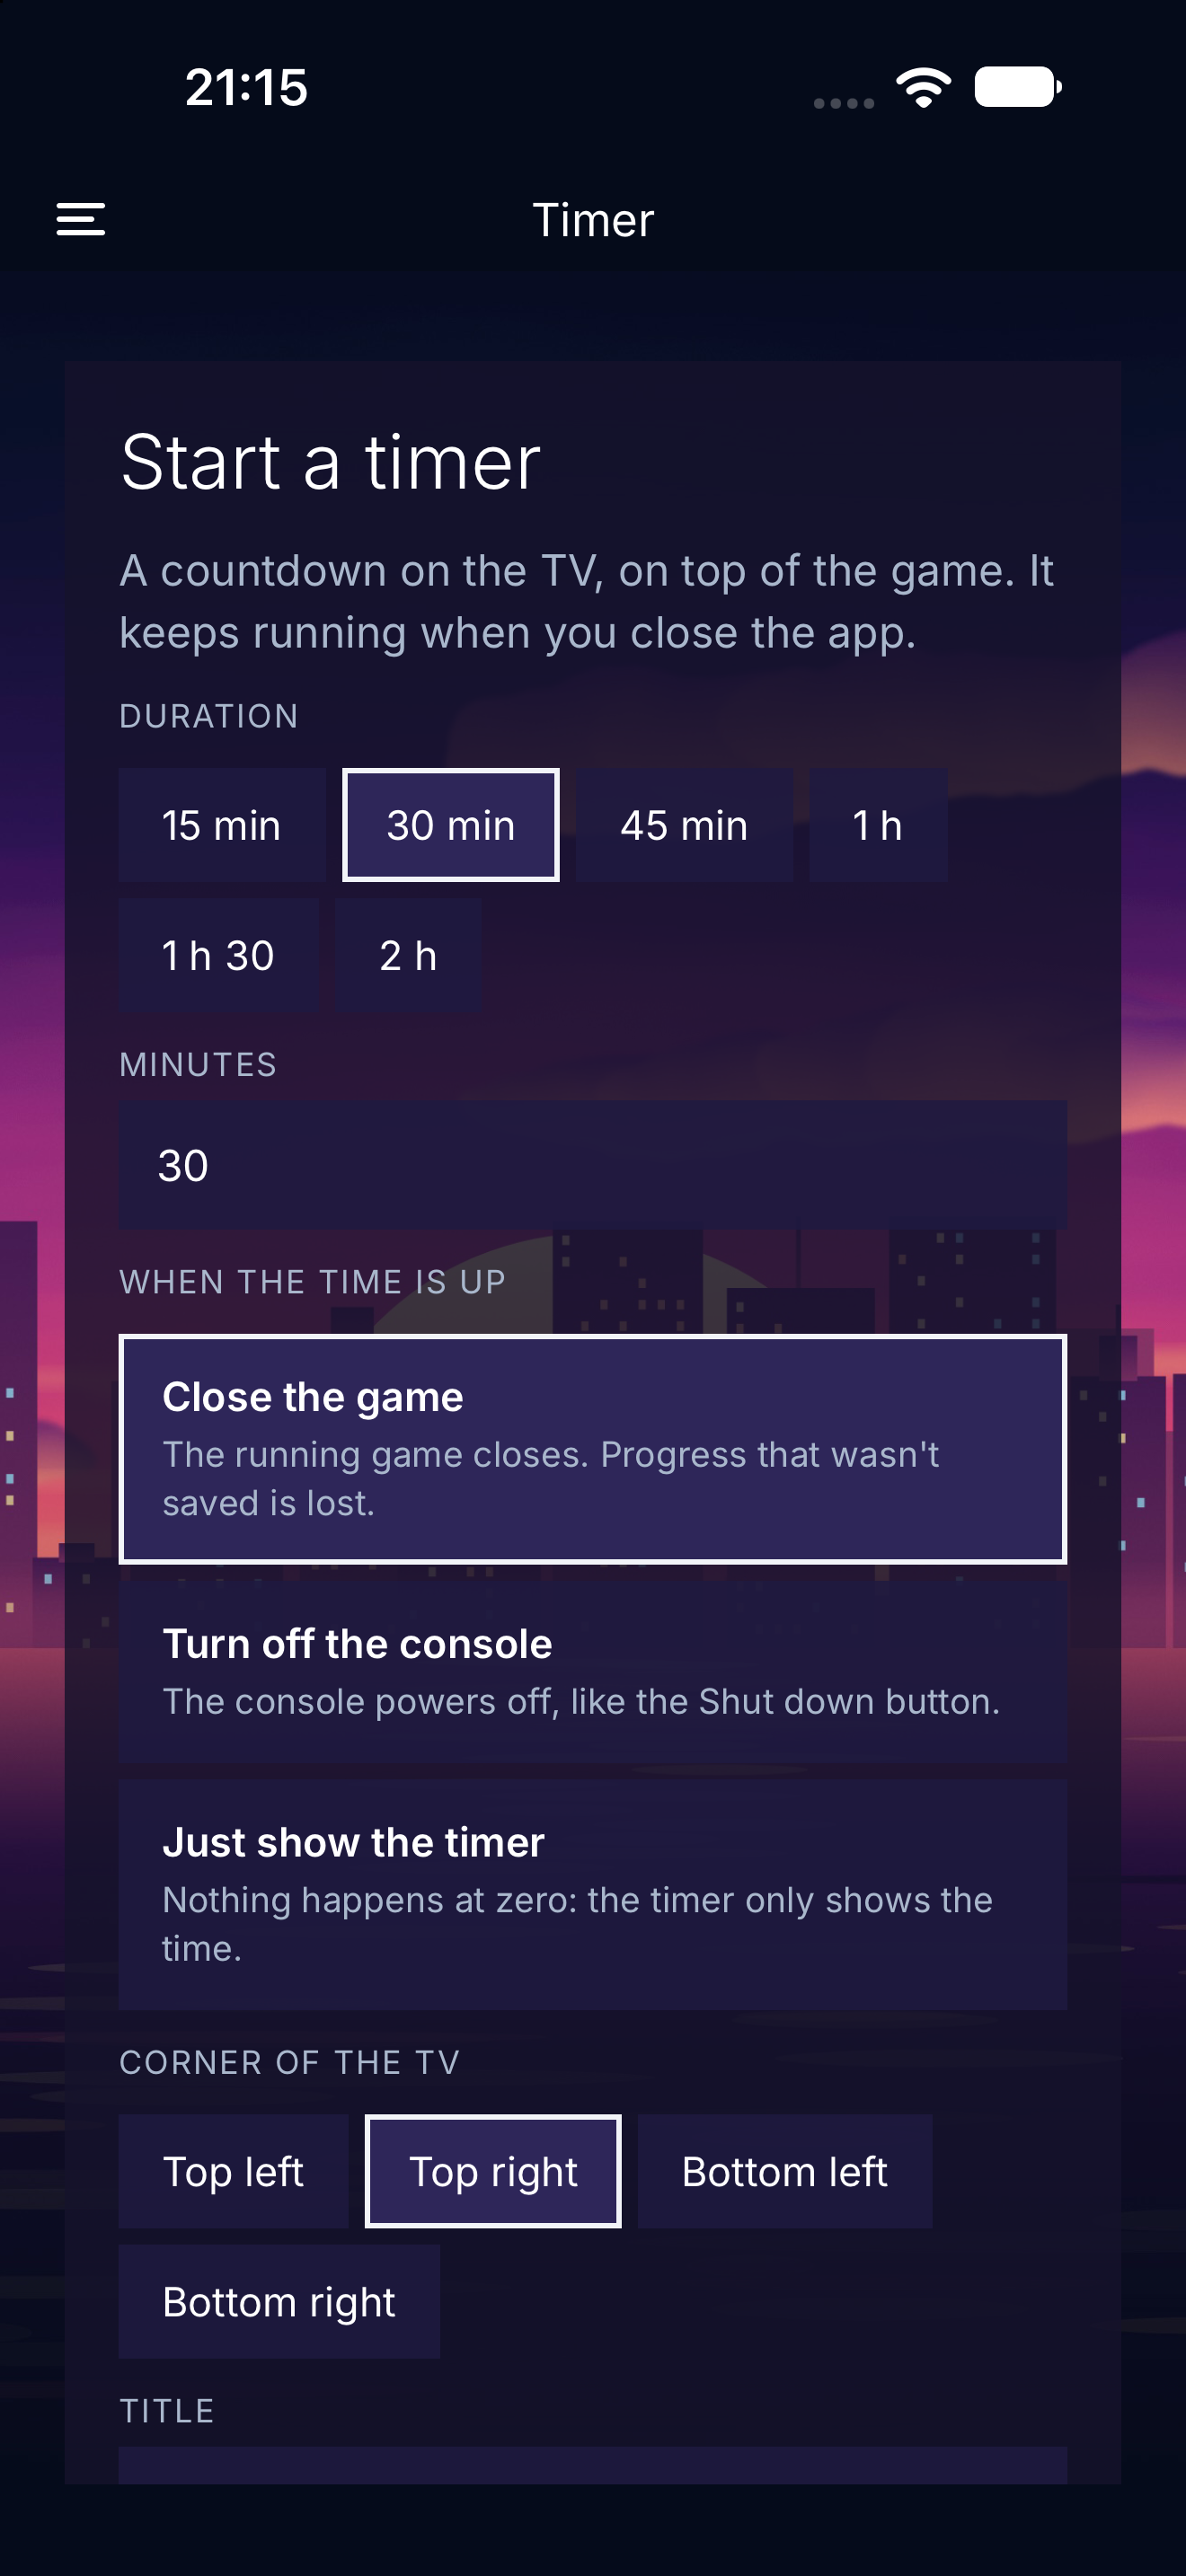 21:15
Timer
Start a timer
A countdown on the TV, on top of the game. It
keeps running when you close the app.
DURATION
15 min
30 min
45 min
1 h
1 h 30
2 h
MINUTES
30
WHEN THE TIME IS UP
Close the game
The running game closes. Progress that wasn't
saved is lost.
Turn off the console
The console powers off, like the Shut down button.
Just show the timer
Nothing happens at zero: the timer only shows the
time.
CORNER OF THE TV
Top left
Top right
Bottom left
Bottom right
TITLE